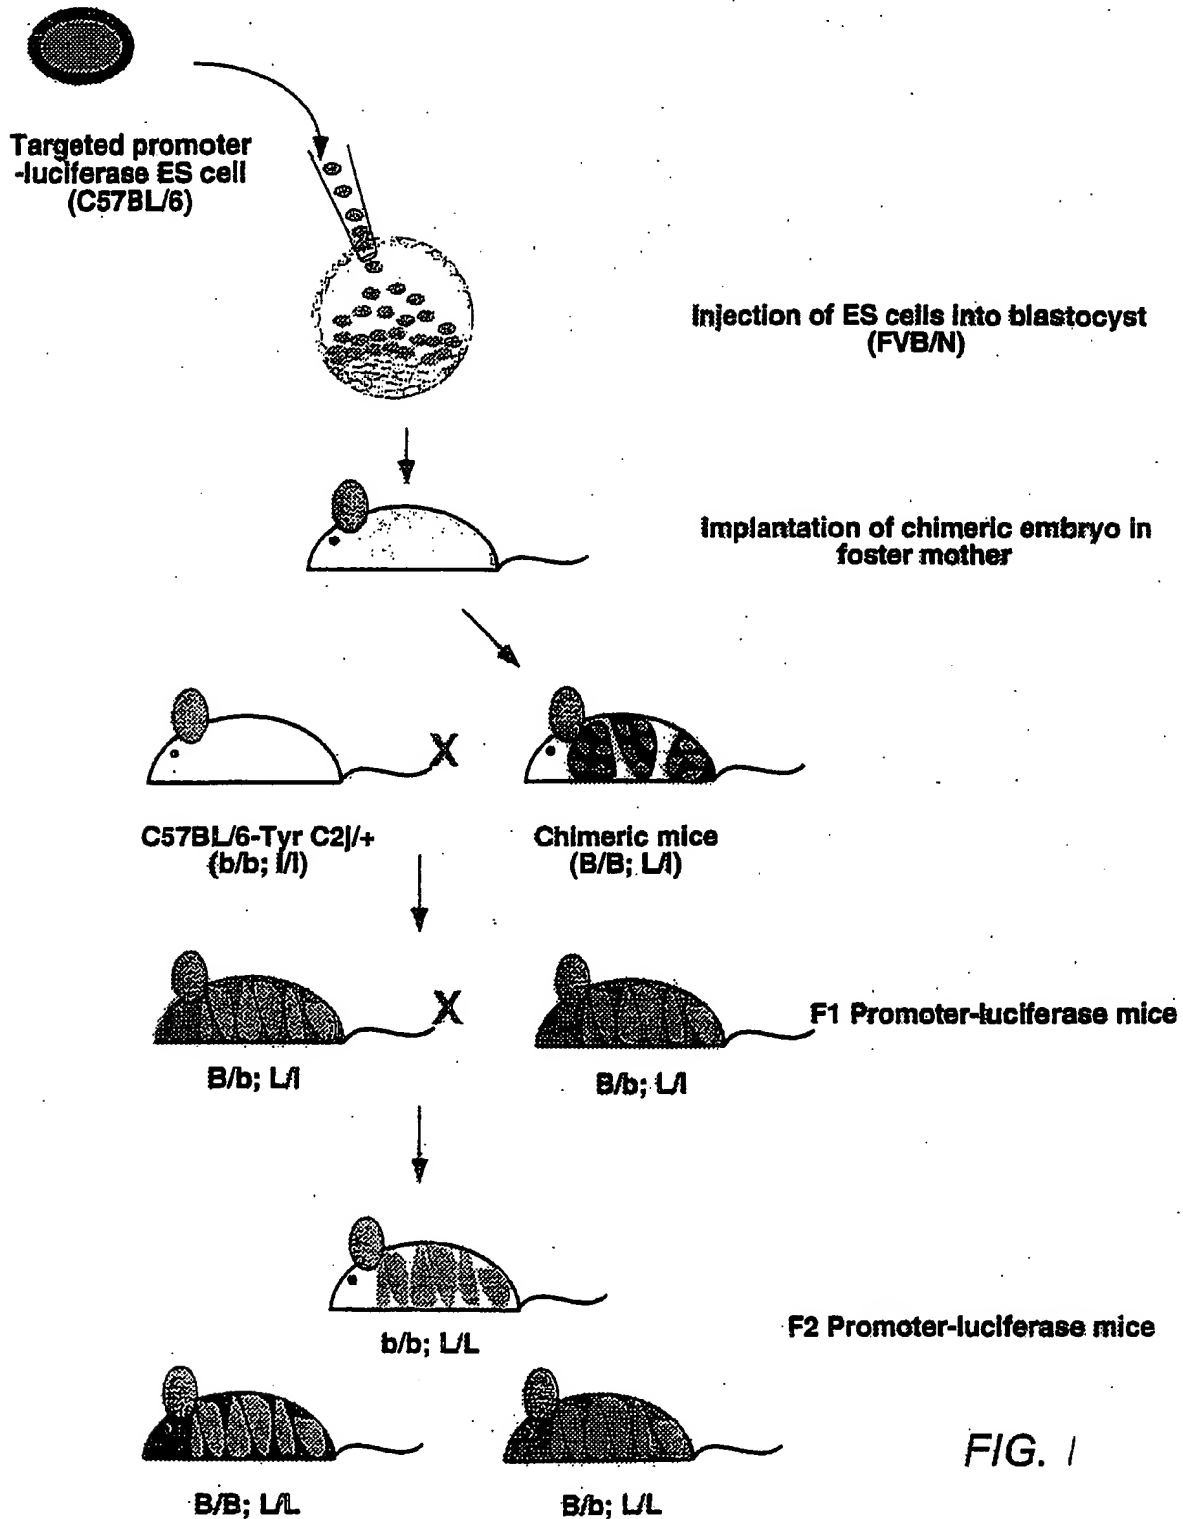 Targeted promoter
-luciferase ES cell
(C57BL/6)
Injection of ES cells into blastocyst
(FVB/N)
Implantation of chimeric embryo in
foster mother
X
C57BL/6-Tyr C2J/+
(b/b; l/l)
Chimeric mice
(B/B; L/l)
X
F1 Promoter-luciferase mice
B/b; L/l
B/b; L/l
b/b; L/L
F2 Promoter-luciferase mice
B/B; L/L
B/b; L/L
FIG. 1